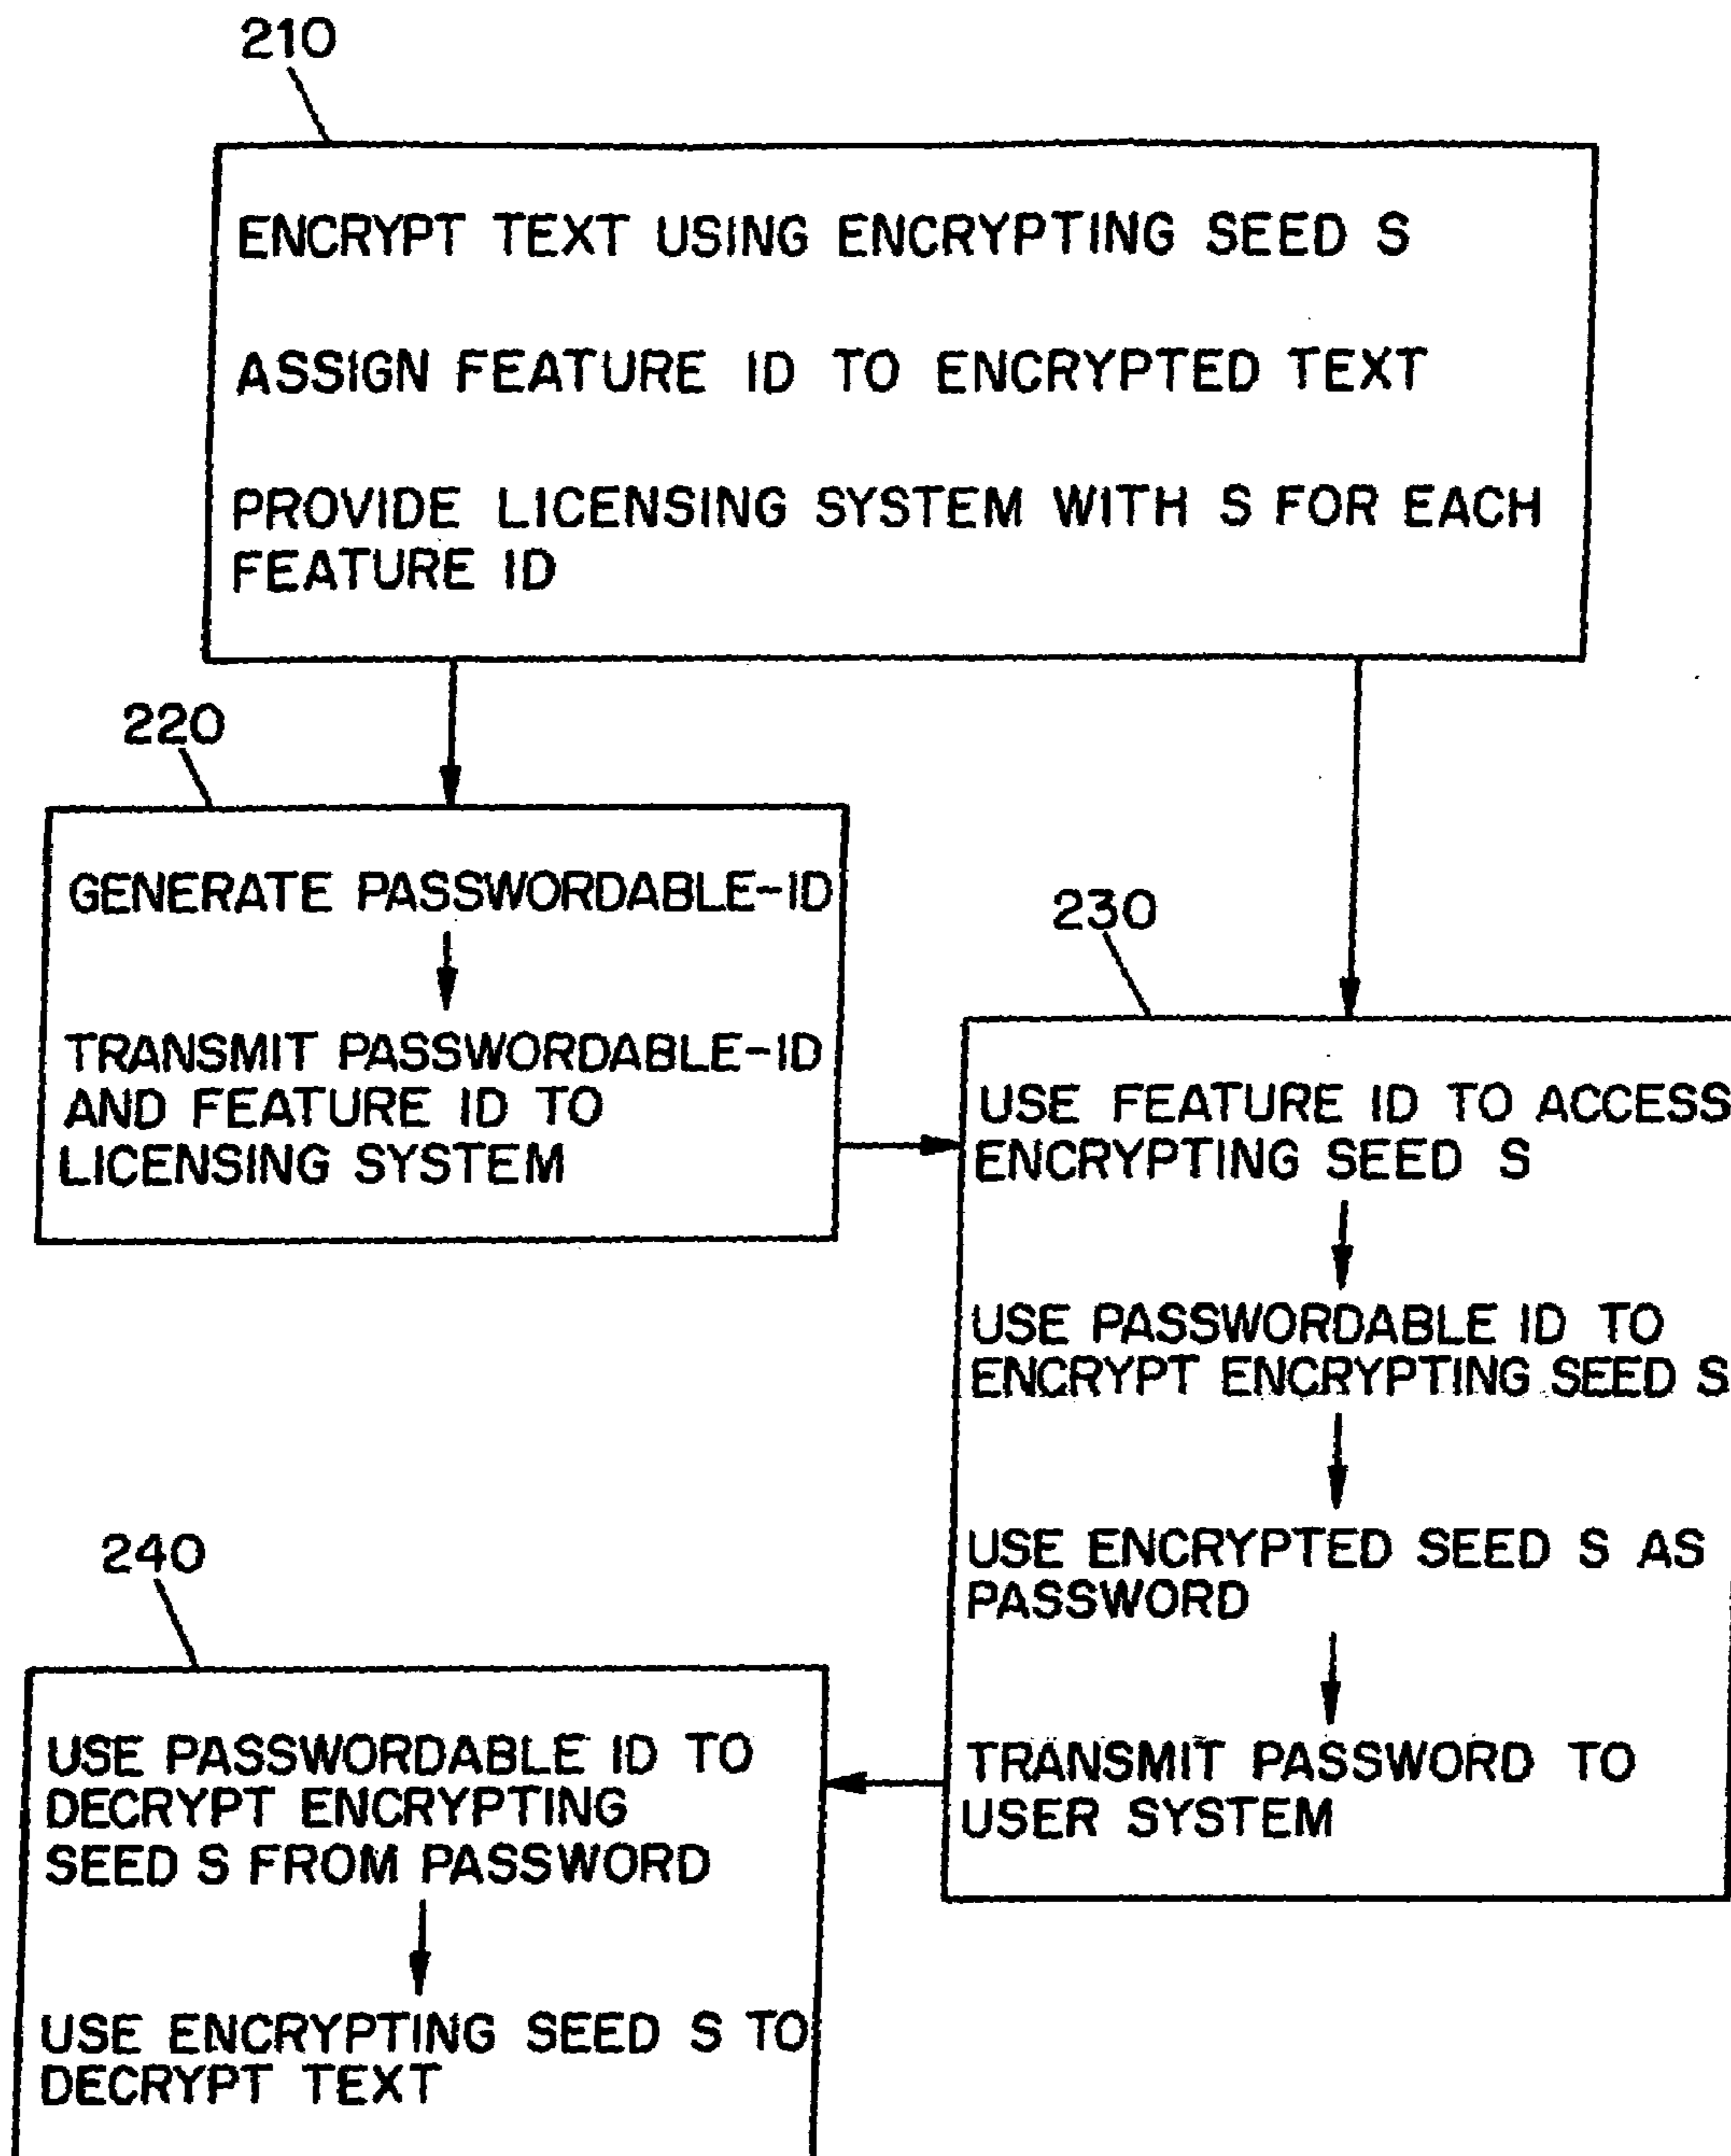 210
ENCRYPT TEXT USING ENCRYPTING SEED S
ASSIGN FEATURE ID TO ENCRYPTED TEXT
PROVIDE LICENSING SYSTEM WITH S FOR EACH
FEATURE ID
220
GENERATE PASSWORDABLE-ID
TRANSMIT PASSWORDABLE-ID
AND FEATURE ID TO
LICENSING SYSTEM
230
USE FEATURE ID TO ACCESS
ENCRYPTING SEED S
USE PASSWORDABLE ID TO
ENCRYPT ENCRYPTING SEED S
USE ENCRYPTED SEED S AS
PASSWORD
TRANSMIT PASSWORD TO
USER SYSTEM
240
USE PASSWORDABLE ID TO
DECRYPT ENCRYPTING
SEED S FROM PASSWORD
USE ENCRYPTING SEED S TO
DECRYPT TEXT